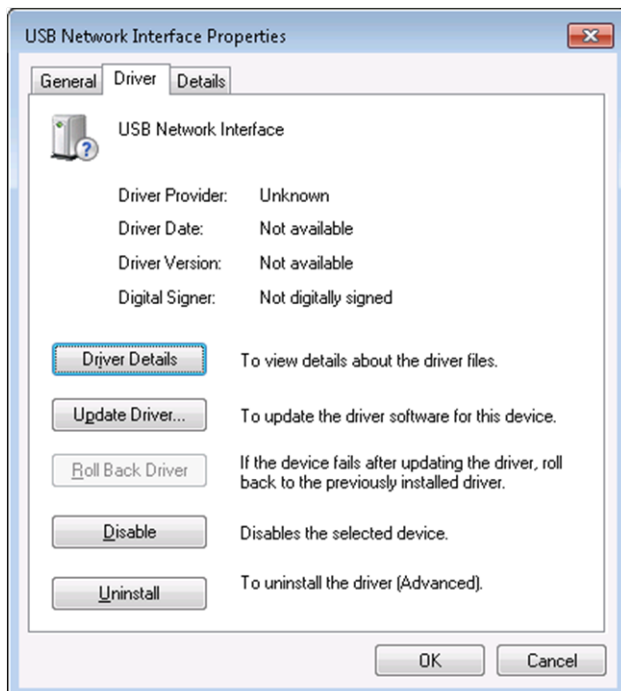 USB Network Interface Properties
General Driver Details
USB Network Interface
Driver Provider: Unknown
Driver Date: Not available
Driver Version: Not available
Digital Signer: Not digitally signed
Driver Details To view details about the driver files.
Update Driver... To update the driver software for this device.
Roll Back Driver If the device fails after updating the driver, roll
back to the previously installed driver.
Disable Disables the selected device.
Uninstall To uninstall the driver (Advanced).
OK Cancel